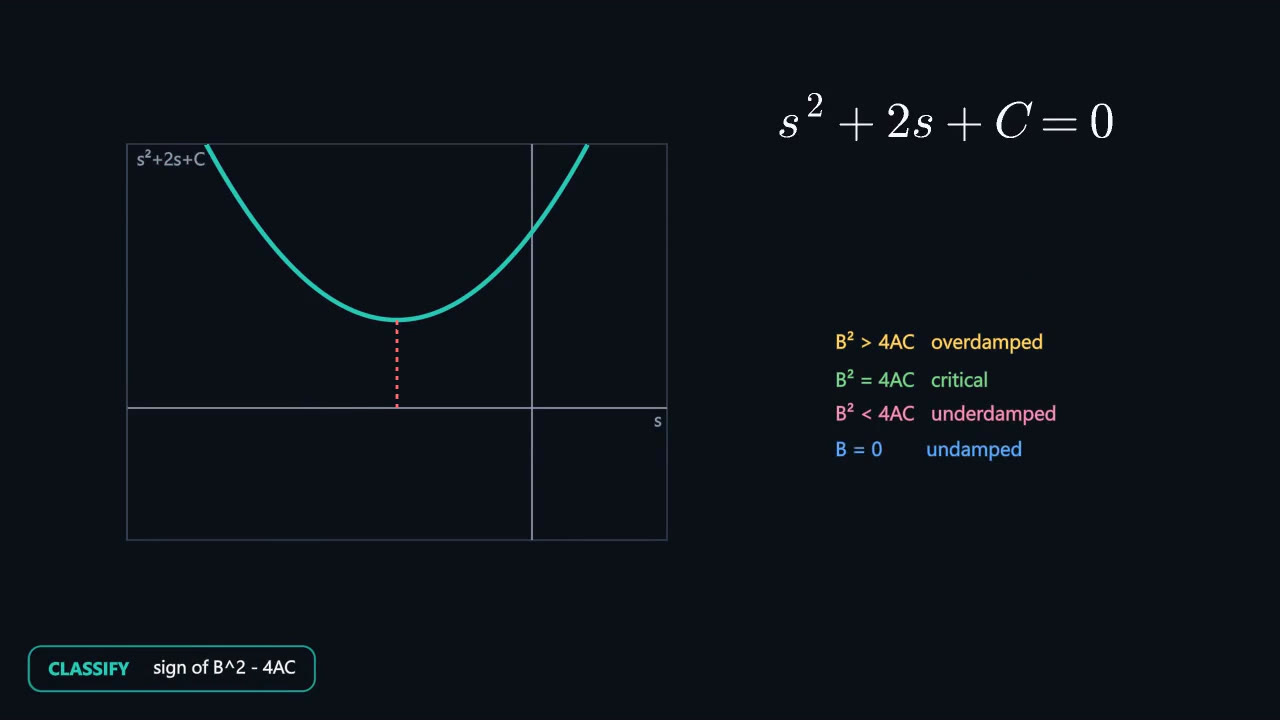 s² + 2s + C = 0
s²+2s+C
s
B² > 4AC overdamped
B² = 4AC critical
B² < 4AC underdamped
B = 0 undamped
CLASSIFY sign of B^2 - 4AC